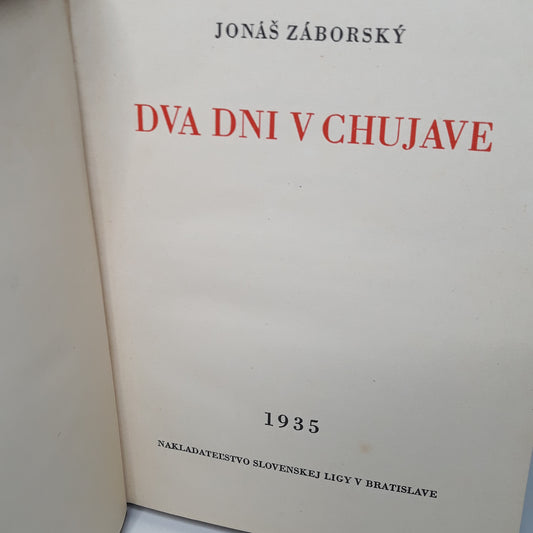 JONÁŠ ZÁBORSKÝ
DVA DNI V CHUJAVE
1935
NAKLADATEĽSTVO SLOVENSKEJ LIGY V BRATISLAVE